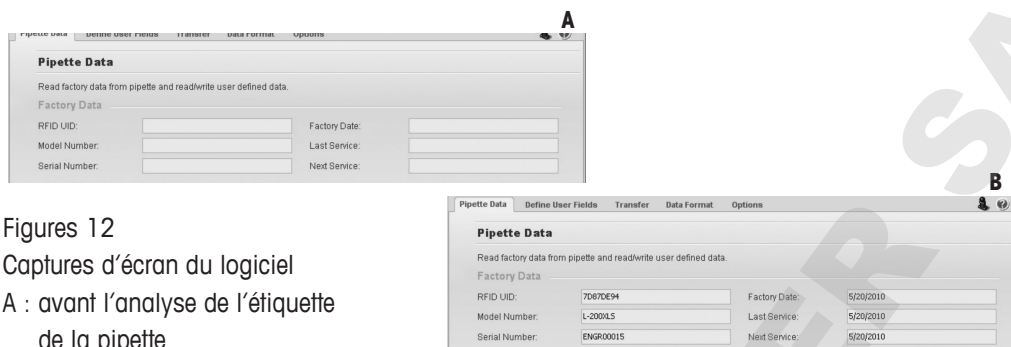 A
Pipette Data Define User Fields Transfer Data Format Options
Pipette Data
Read factory data from pipette and read/write user defined data.
Factory Data
RFID UID: Factory Date:
Model Number: Last Service:
Serial Number: Next Service:
Figures 12
Captures d'écran du logiciel
A : avant l'analyse de l'étiquette
de la pipette
B
Pipette Data Define User Fields Transfer Data Format Options
Pipette Data
Read factory data from pipette and read/write user defined data.
Factory Data
RFID UID: 7D87DE94 Factory Date: 5/20/2010
Model Number: L-200XLS Last Service: 5/20/2010
Serial Number: ENGR00015 Next Service: 5/20/2010